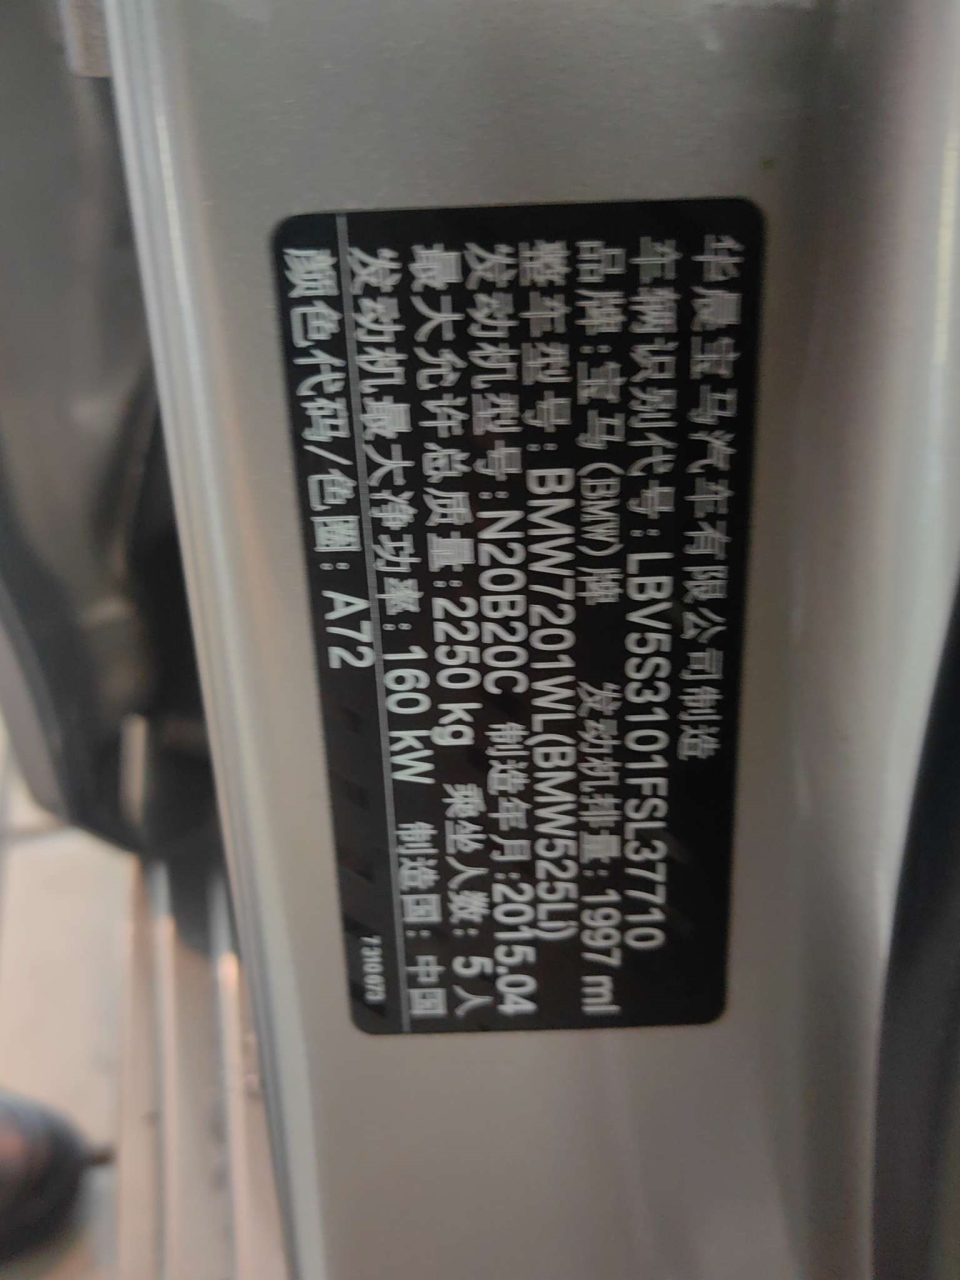 华晨宝马汽车有限公司制造
车辆识别代号:LBV5S3101FSL37710
品牌:宝马(BMW)牌 发动机排量:1997 ml
整车型号:BMW7201WL(BMW525Li)
发动机型号:N20B20C 制造年月:2015.04
最大允许总质量:2250 kg 乘坐人数:5人
发动机最大净功率:160 kW 制造国:中国
颜色代码/色圈:A72
7310673